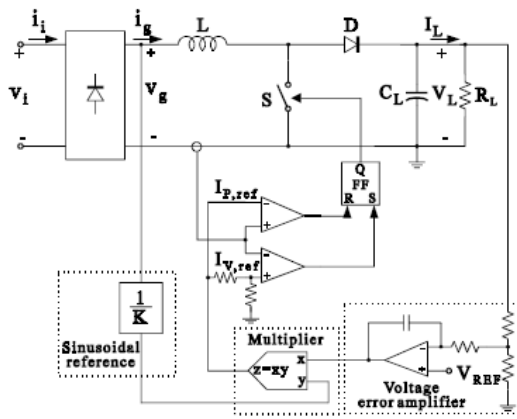 i_i
i_g
L
D
I_L
+
+
+
v_i
v_g
S
C_L
V_L
R_L
-
-
-
Q
FF
R S
I_P,ref
-
+
I_V,ref
-
+
1
K
Sinusoidal
reference
Multiplier
z=xy
x
y
-
+
V_REF
Voltage
error amplifier